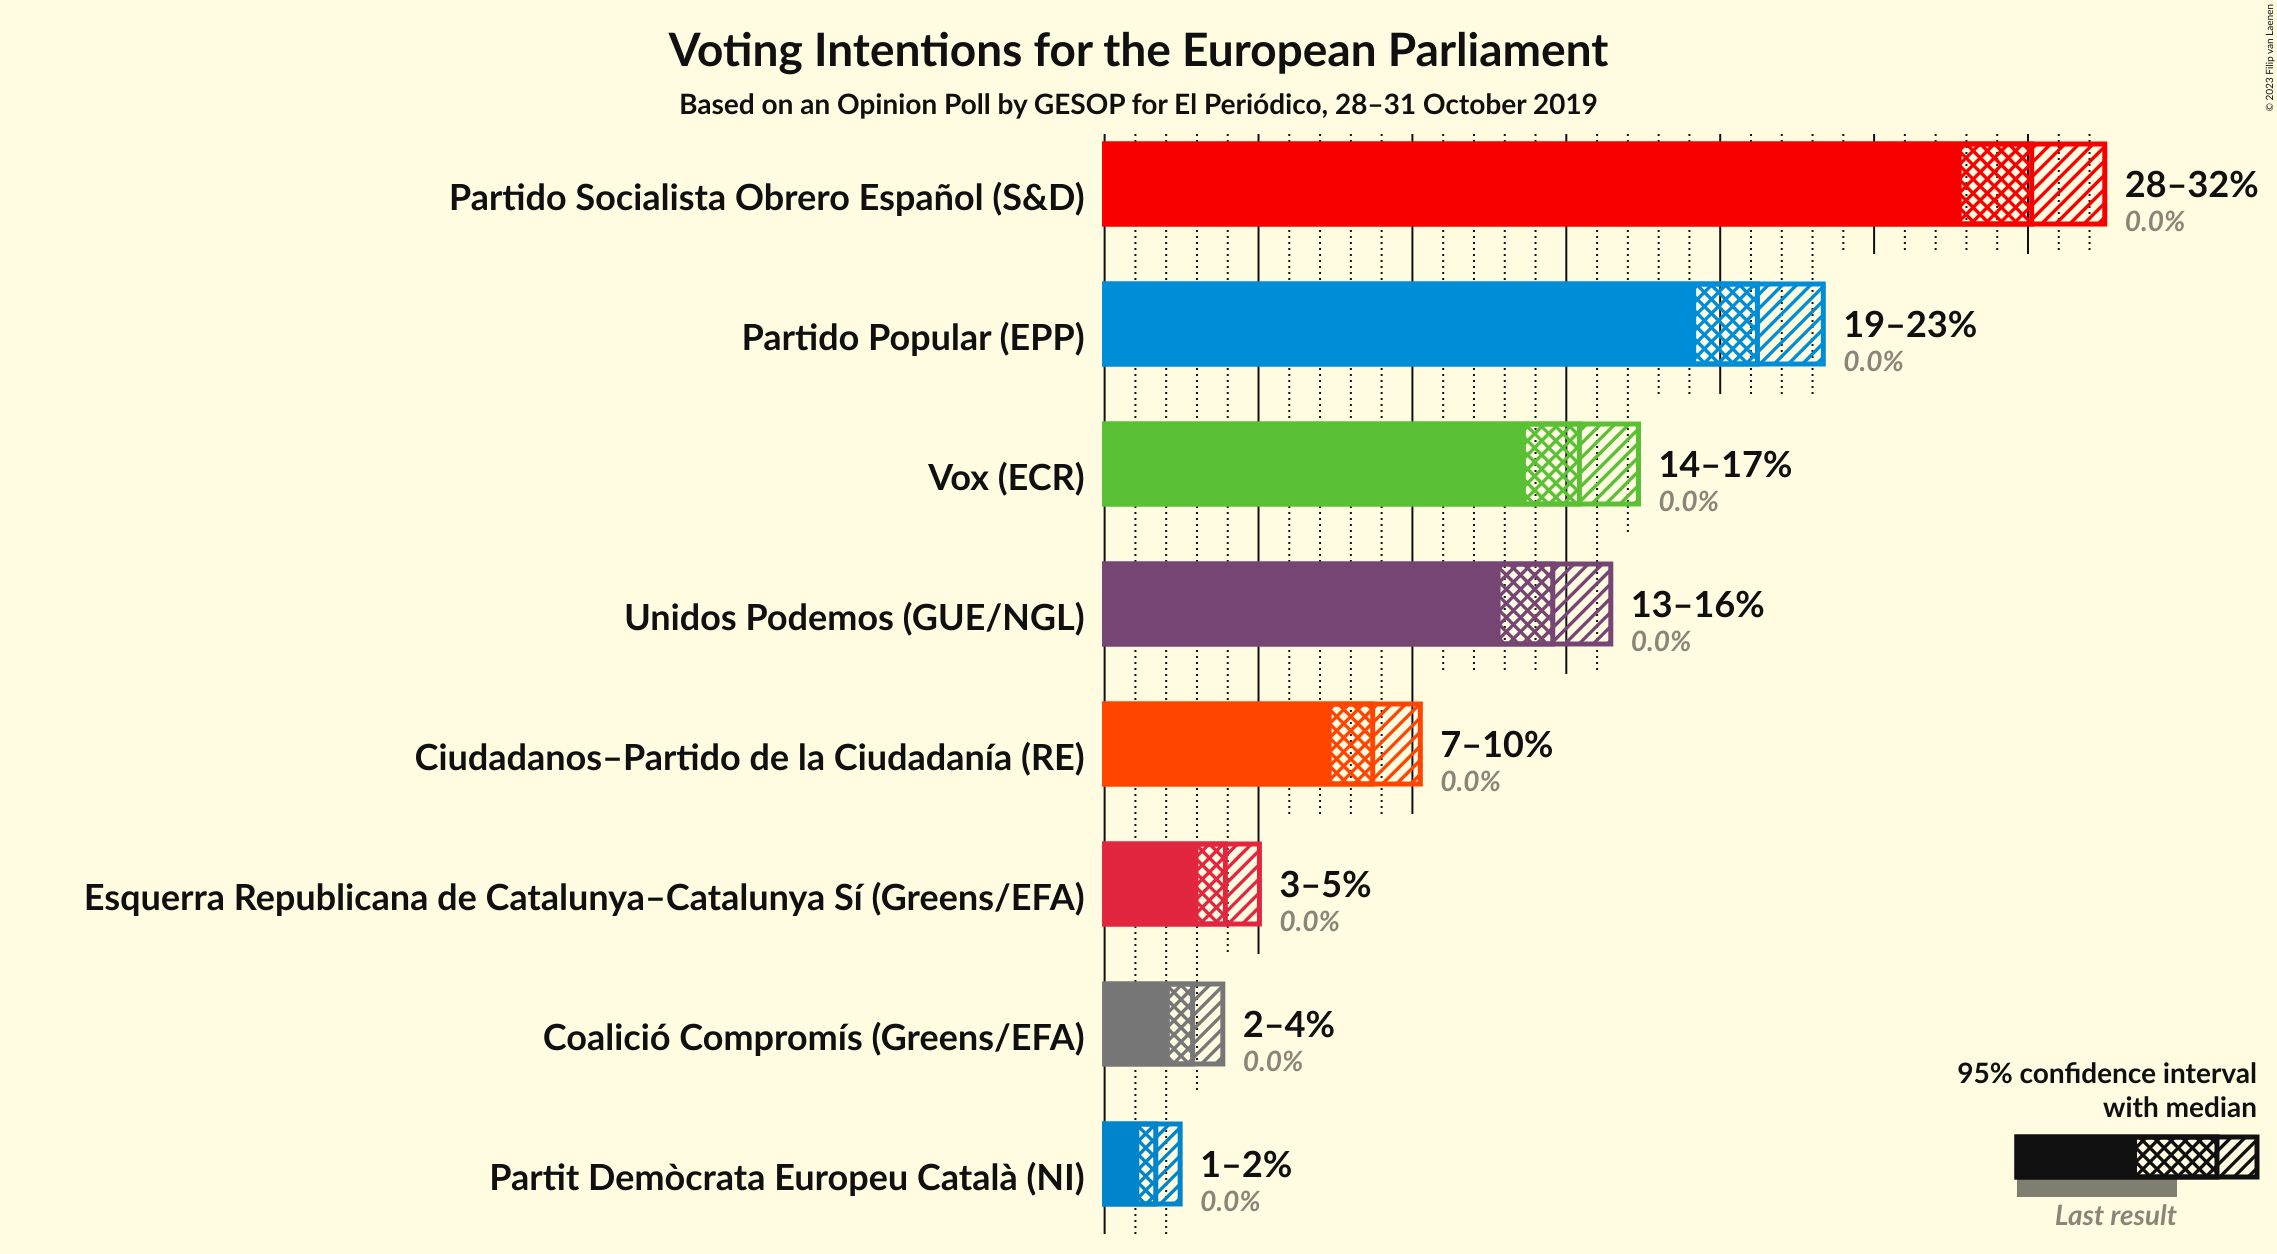 Voting Intentions for the European Parliament
Based on an Opinion Poll by GESOP for El Periódico, 28–31 October 2019
© 2023 Filip van Laenen
Partido Socialista Obrero Español (S&D)
28–32%
0.0%
Partido Popular (EPP)
19–23%
0.0%
Vox (ECR)
14–17%
0.0%
Unidos Podemos (GUE/NGL)
13–16%
0.0%
Ciudadanos–Partido de la Ciudadanía (RE)
7–10%
0.0%
Esquerra Republicana de Catalunya–Catalunya Sí (Greens/EFA)
3–5%
0.0%
Coalició Compromís (Greens/EFA)
2–4%
0.0%
Partit Demòcrata Europeu Català (NI)
1–2%
0.0%
95% confidence interval
with median
Last result